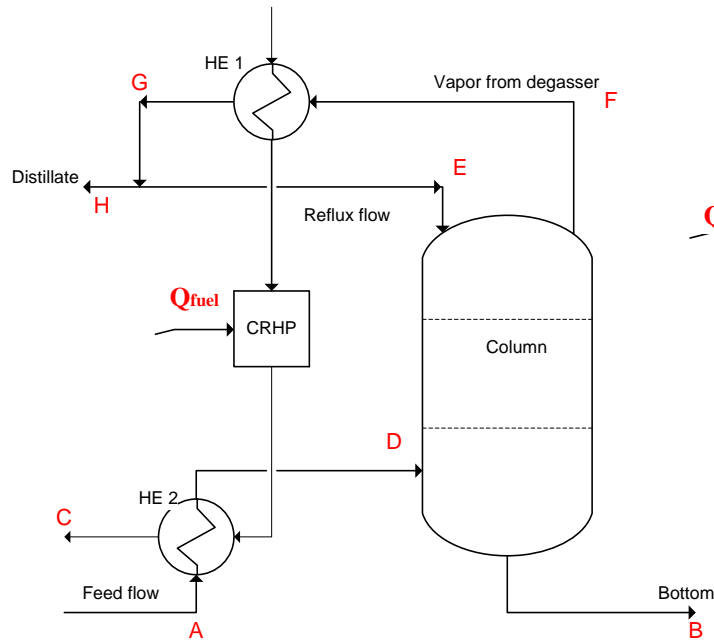 HE 1
G
Vapor from degasser
F
Distillate
E
H
Reflux flow
Q
Qfuel
CRHP
Column
D
HE 2
C
Feed flow
Bottom
A
B